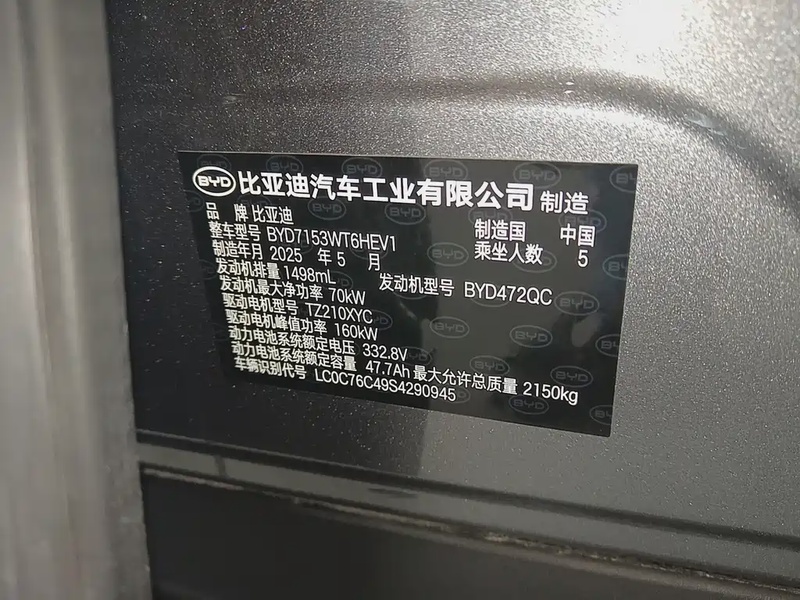 BYD 比亚迪汽车工业有限公司 制造
品 牌 比亚迪
制造国 中国
整车型号 BYD7153WT6HEV1
乘坐人数 5
制造年月 2025 年 5 月
发动机排量 1498mL
发动机型号 BYD472QC
发动机最大净功率 70kW
驱动电机型号 TZ210XYC
驱动电机峰值功率 160kW
动力电池系统额定电压 332.8V
动力电池系统额定容量 47.7Ah 最大允许总质量 2150kg
车辆识别代号 LC0C76C49S4290945